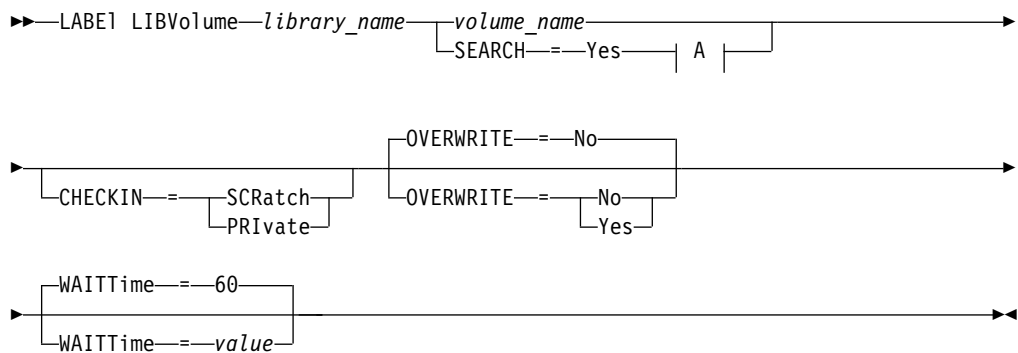 LABEl LIBVolume library_name volume_name
SEARCH = Yes A
OVERWRITE = No
CHECKIN = SCRatch OVERWRITE = No
PRIvate Yes
WAITTime = 60
WAITTime = value